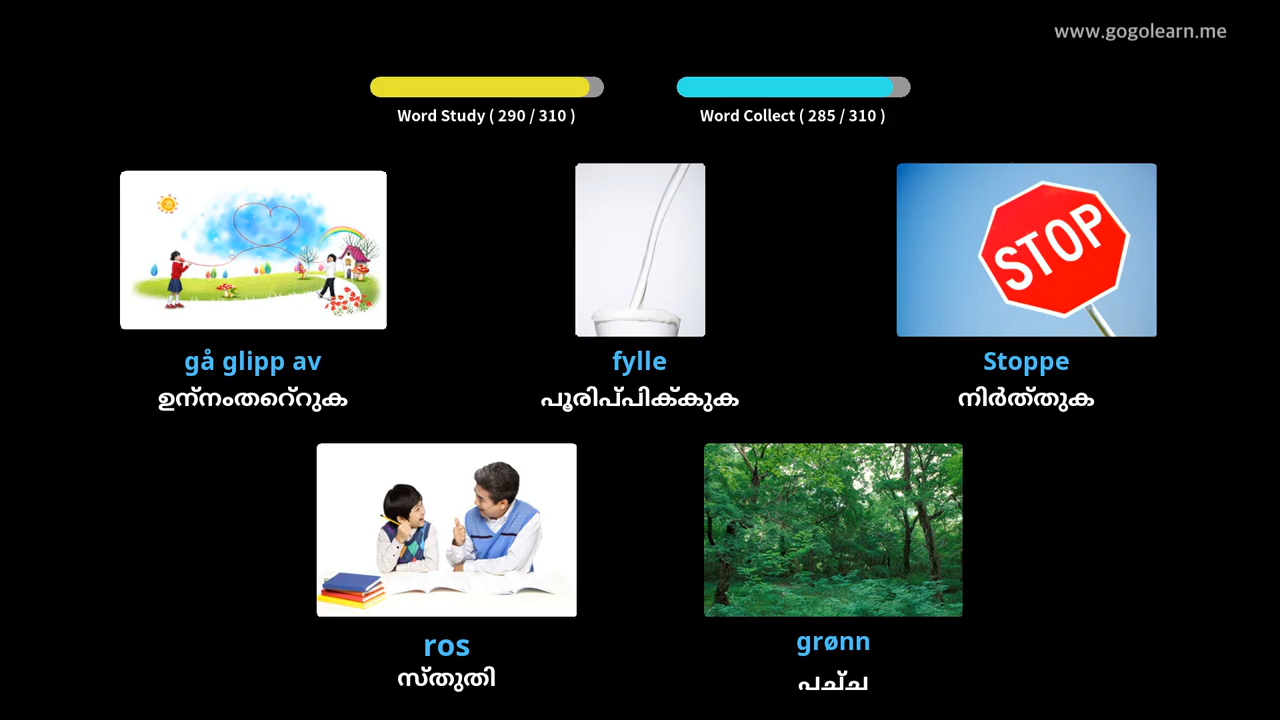 www.gogolearn.me
Word Study ( 290 / 310 )
Word Collect ( 285 / 310 )
STOP
gå glipp av
ഉന്നംതെറ്റുക
fylle
പൂരിപ്പിക്കുക
Stoppe
നിർത്തുക
ros
സ്തുതി
grønn
പച്ച